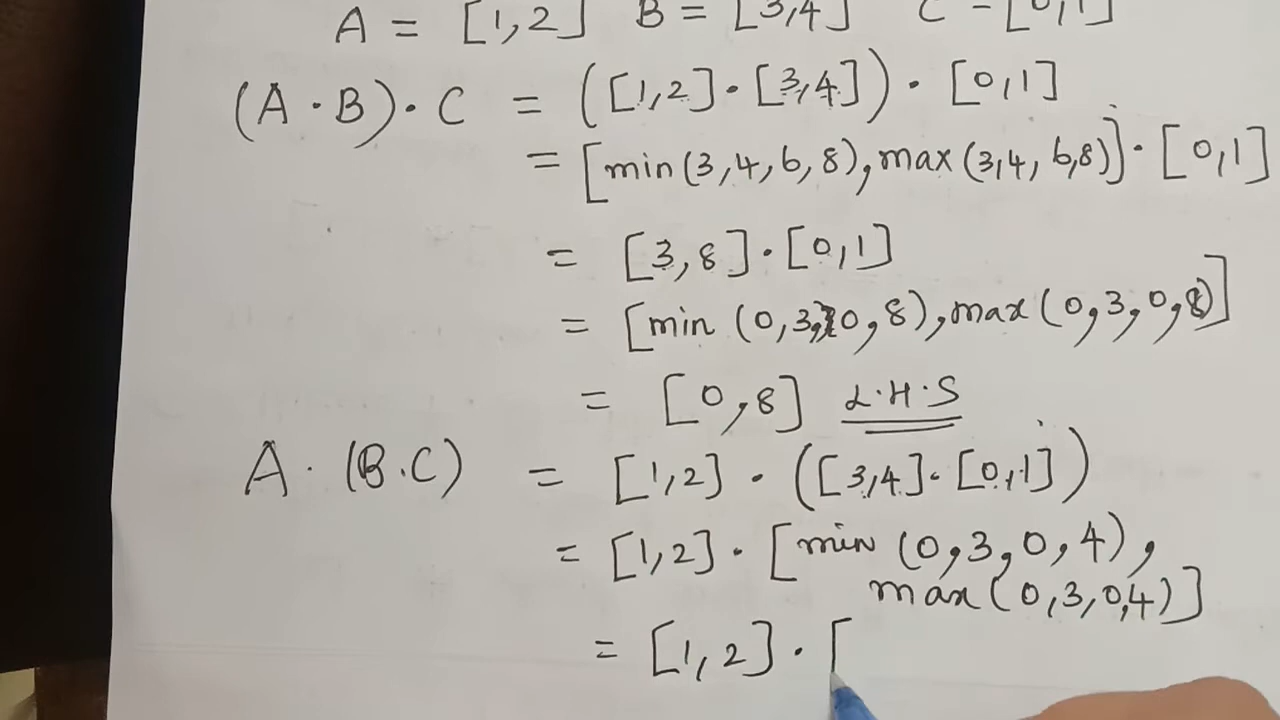 A = [1,2] B = [3,4] C = [0,1]
(A · B) · C = ([1,2] · [3,4]) · [0,1]
= [min(3,4,6,8), max(3,4,6,8)] · [0,1]
= [3,8] · [0,1]
= [min (0,3,0,8), max(0,3,0,8)]
= [0,8] L.H.S
A · (B.C) = [1,2] · ([3,4] · [0,1])
= [1,2] · [min (0,3,0,4),
max(0,3,0,4)]
= [1,2] · [